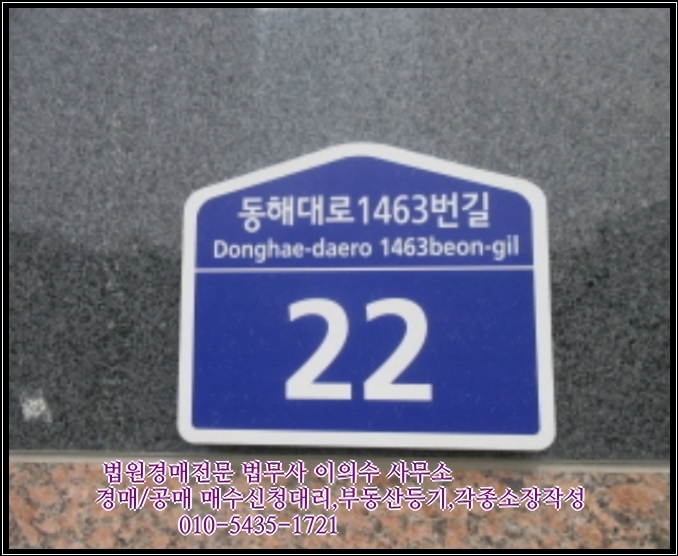 동해대로1463번길
Donghae-daero 1463beon-gil
22
법원경매전문 법무사 이의수 사무소
경매/공매 매수신청대리,부동산등기,각종소장작성
010-5435-1721